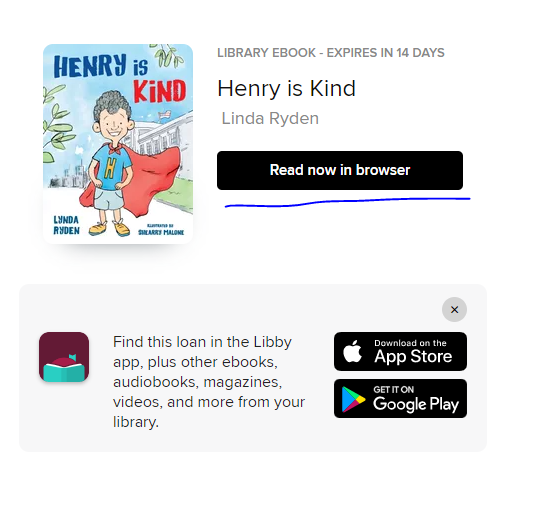 HENRY is
KIND
H
LYNDA
RYDEN
ILLUSTRATED BY
SHEARRY MALONE
LIBRARY EBOOK - EXPIRES IN 14 DAYS
Henry is Kind
Linda Ryden
Read now in browser
Find this loan in the Libby
app, plus other ebooks,
audiobooks, magazines,
videos, and more from your
library.
Download on the
App Store
GET IT ON
Google Play